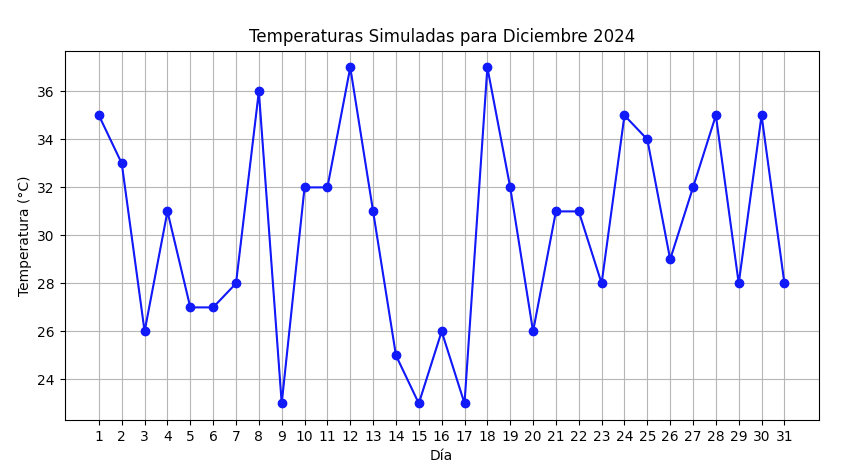 Temperaturas Simuladas para Diciembre 2024
Temperatura (°C)
36
34
32
30
28
26
24
1 2 3 4 5 6 7 8 9 10 11 12 13 14 15 16 17 18 19 20 21 22 23 24 25 26 27 28 29 30 31
Día